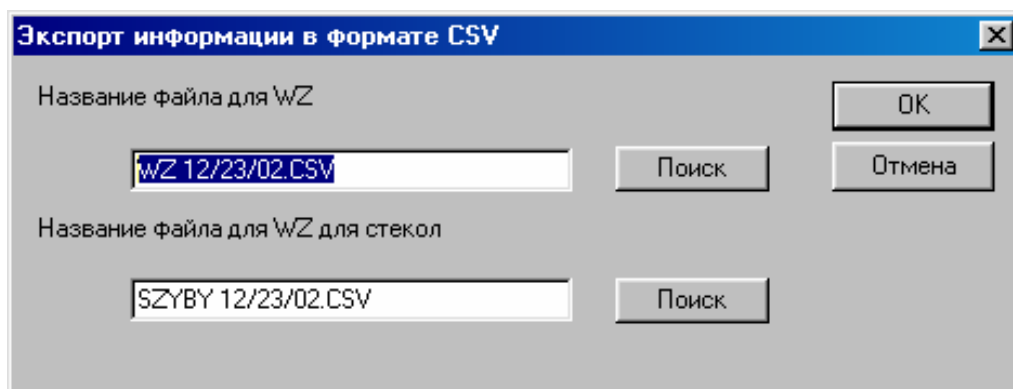 Экспорт информации в формате CSV
Название файла для WZ
OK
WZ 12/23/02.CSV
Поиск
Отмена
Название файла для WZ для стекол
SZYBY 12/23/02.CSV
Поиск